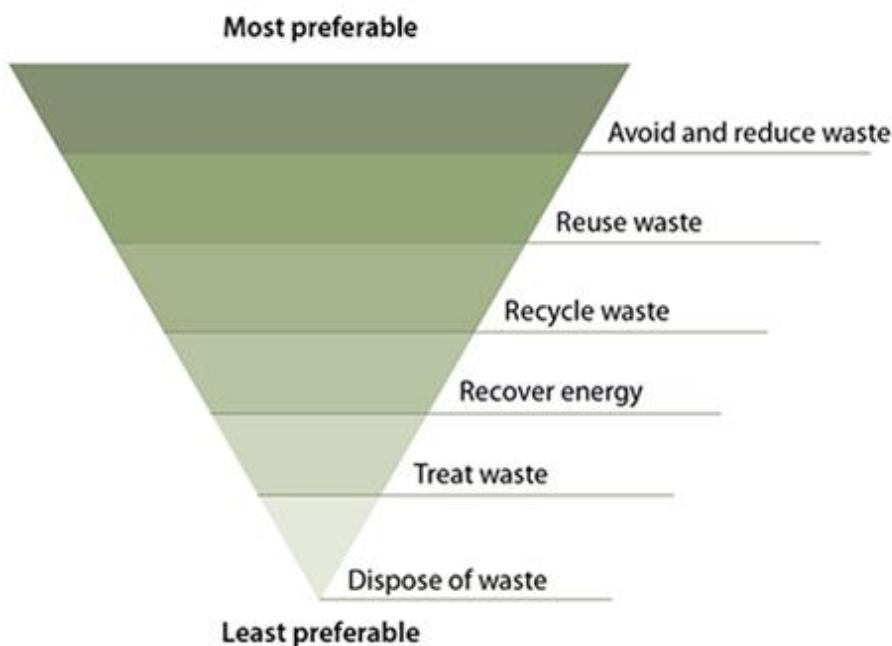 Most preferable
Avoid and reduce waste
Reuse waste
Recycle waste
Recover energy
Treat waste
Dispose of waste
Least preferable